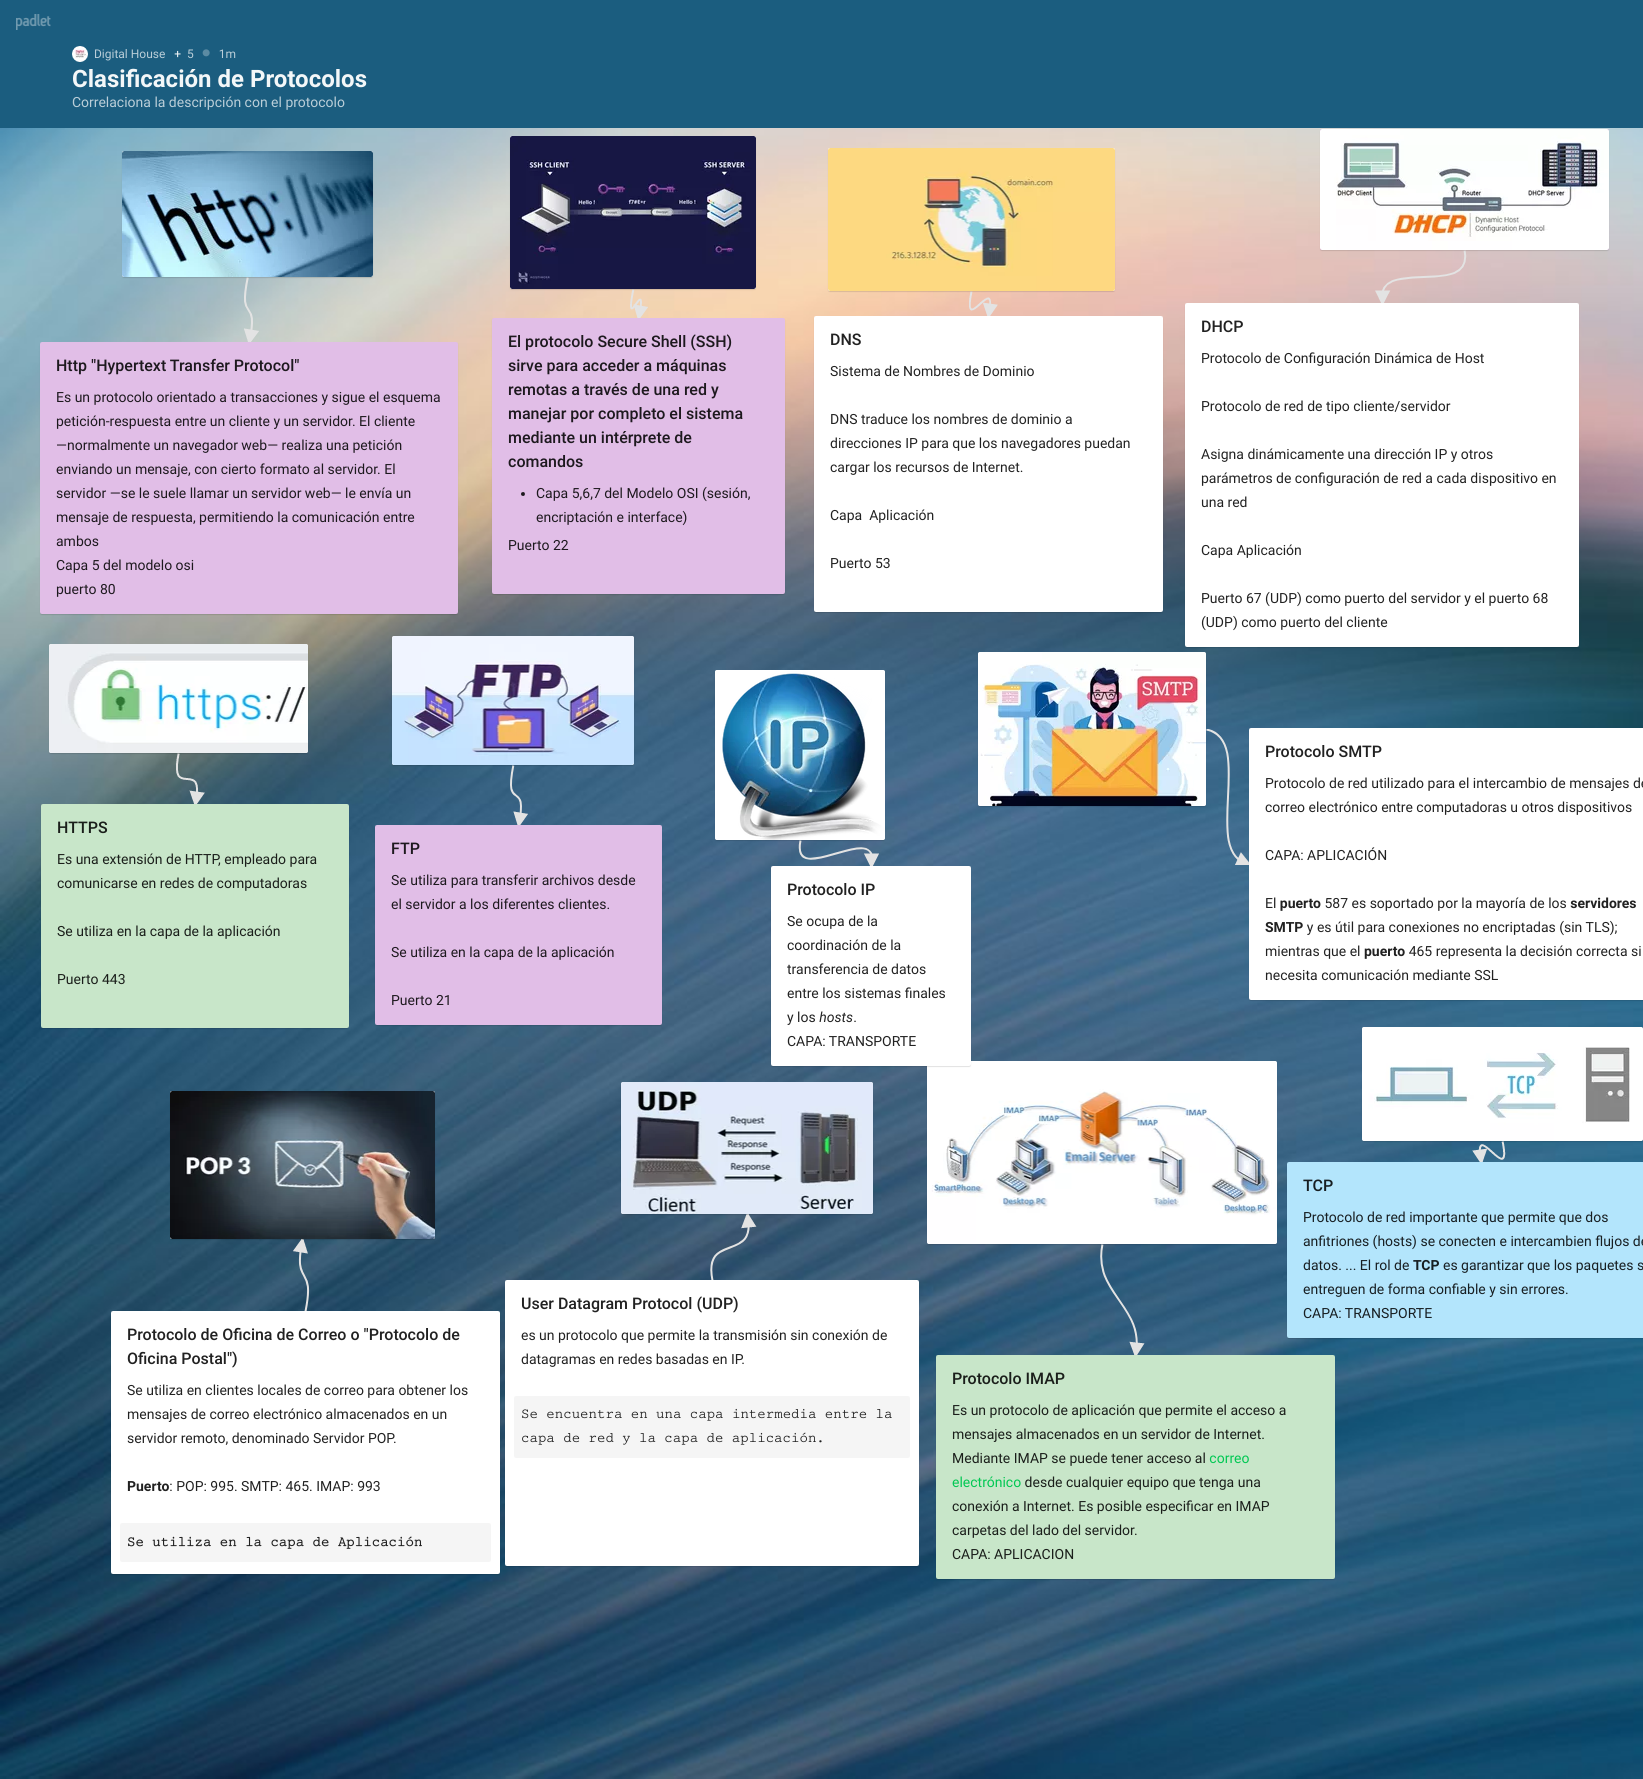 padlet
Digital House + 5 1m
Clasificación de Protocolos
Correlaciona la descripción con el protocolo
http://www
SSH CLIENT
SSH SERVER
Hello !
f7#E+r
Hello !
domain.com
216.3.128.12
DHCP Client
Router
DHCP Server
DHCP
Dynamic Host
Configuration Protocol
Http "Hypertext Transfer Protocol"
Es un protocolo orientado a transacciones y sigue el esquema
petición-respuesta entre un cliente y un servidor. El cliente
—normalmente un navegador web— realiza una petición
enviando un mensaje, con cierto formato al servidor. El
servidor —se le suele llamar un servidor web— le envía un
mensaje de respuesta, permitiendo la comunicación entre
ambos
Capa 5 del modelo osi
puerto 80
El protocolo Secure Shell (SSH)
sirve para acceder a máquinas
remotas a través de una red y
manejar por completo el sistema
mediante un intérprete de
comandos
• Capa 5,6,7 del Modelo OSI (sesión,
encriptación e interface)
Puerto 22
DNS
Sistema de Nombres de Dominio
DNS traduce los nombres de dominio a
direcciones IP para que los navegadores puedan
cargar los recursos de Internet.
Capa  Aplicación
Puerto 53
DHCP
Protocolo de Configuración Dinámica de Host
Protocolo de red de tipo cliente/servidor
Asigna dinámicamente una dirección IP y otros
parámetros de configuración de red a cada dispositivo en
una red
Capa Aplicación
Puerto 67 (UDP) como puerto del servidor y el puerto 68
(UDP) como puerto del cliente
https://
FTP
IP
SMTP
HTTPS
Es una extensión de HTTP, empleado para
comunicarse en redes de computadoras
Se utiliza en la capa de la aplicación
Puerto 443
FTP
Se utiliza para transferir archivos desde
el servidor a los diferentes clientes.
Se utiliza en la capa de la aplicación
Puerto 21
Protocolo IP
Se ocupa de la
coordinación de la
transferencia de datos
entre los sistemas finales
y los hosts.
CAPA: TRANSPORTE
Protocolo SMTP
Protocolo de red utilizado para el intercambio de mensajes de
correo electrónico entre computadoras u otros dispositivos
CAPA: APLICACIÓN
El puerto 587 es soportado por la mayoría de los servidores
SMTP y es útil para conexiones no encriptadas (sin TLS);
mientras que el puerto 465 representa la decisión correcta si
necesita comunicación mediante SSL
POP 3
UDP
Request
Response
Response
Client
Server
IMAP
IMAP
IMAP
IMAP
Email Server
SmartPhone
Desktop PC
Tablet
Desktop PC
TCP
TCP
Protocolo de red importante que permite que dos
anfitriones (hosts) se conecten e intercambien flujos de
datos. ... El rol de TCP es garantizar que los paquetes s
entreguen de forma confiable y sin errores.
CAPA: TRANSPORTE
Protocolo de Oficina de Correo o "Protocolo de
Oficina Postal")
Se utiliza en clientes locales de correo para obtener los
mensajes de correo electrónico almacenados en un
servidor remoto, denominado Servidor POP.
Puerto: POP: 995. SMTP: 465. IMAP: 993
Se utiliza en la capa de Aplicación
User Datagram Protocol (UDP)
es un protocolo que permite la transmisión sin conexión de
datagramas en redes basadas en IP.
Se encuentra en una capa intermedia entre la
capa de red y la capa de aplicación.
Protocolo IMAP
Es un protocolo de aplicación que permite el acceso a
mensajes almacenados en un servidor de Internet.
Mediante IMAP se puede tener acceso al correo
electrónico desde cualquier equipo que tenga una
conexión a Internet. Es posible especificar en IMAP
carpetas del lado del servidor.
CAPA: APLICACION